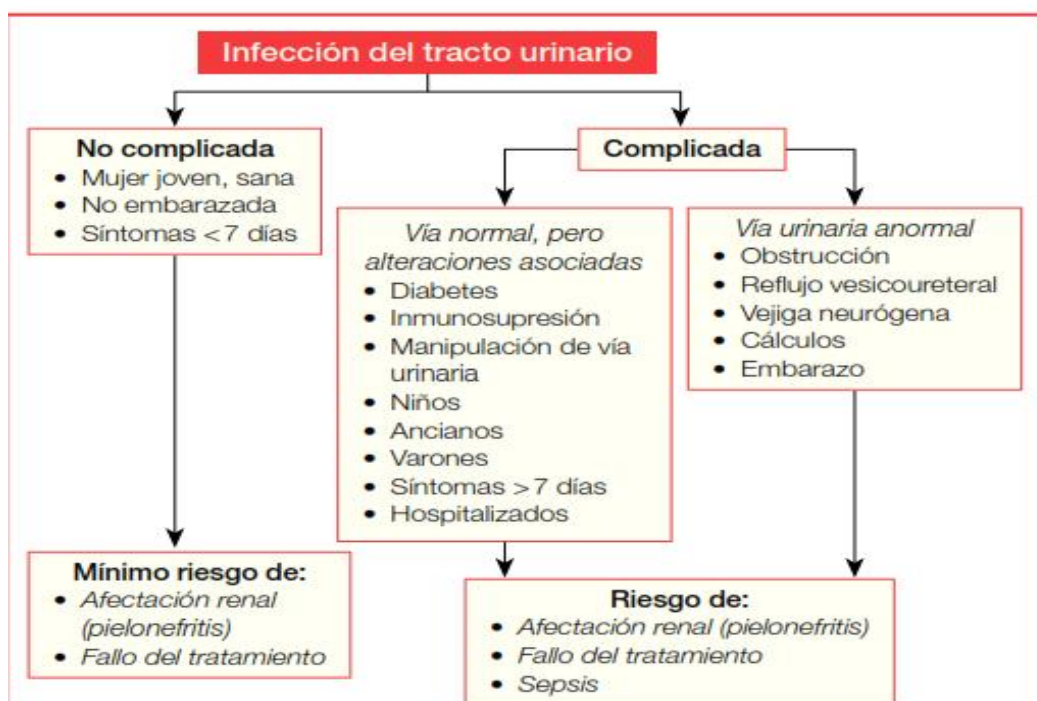 Infección del tracto urinario
No complicada
• Mujer joven, sana
• No embarazada
• Síntomas < 7 días
Complicada
Vía normal, pero
alteraciones asociadas
• Diabetes
• Inmunosupresión
• Manipulación de vía
urinaria
• Niños
• Ancianos
• Varones
• Síntomas > 7 días
• Hospitalizados
Vía urinaria anormal
• Obstrucción
• Reflujo vesicoureteral
• Vejiga neurógena
• Cálculos
• Embarazo
Mínimo riesgo de:
• Afectación renal
(pielonefritis)
• Fallo del tratamiento
Riesgo de:
• Afectación renal (pielonefritis)
• Fallo del tratamiento
• Sepsis